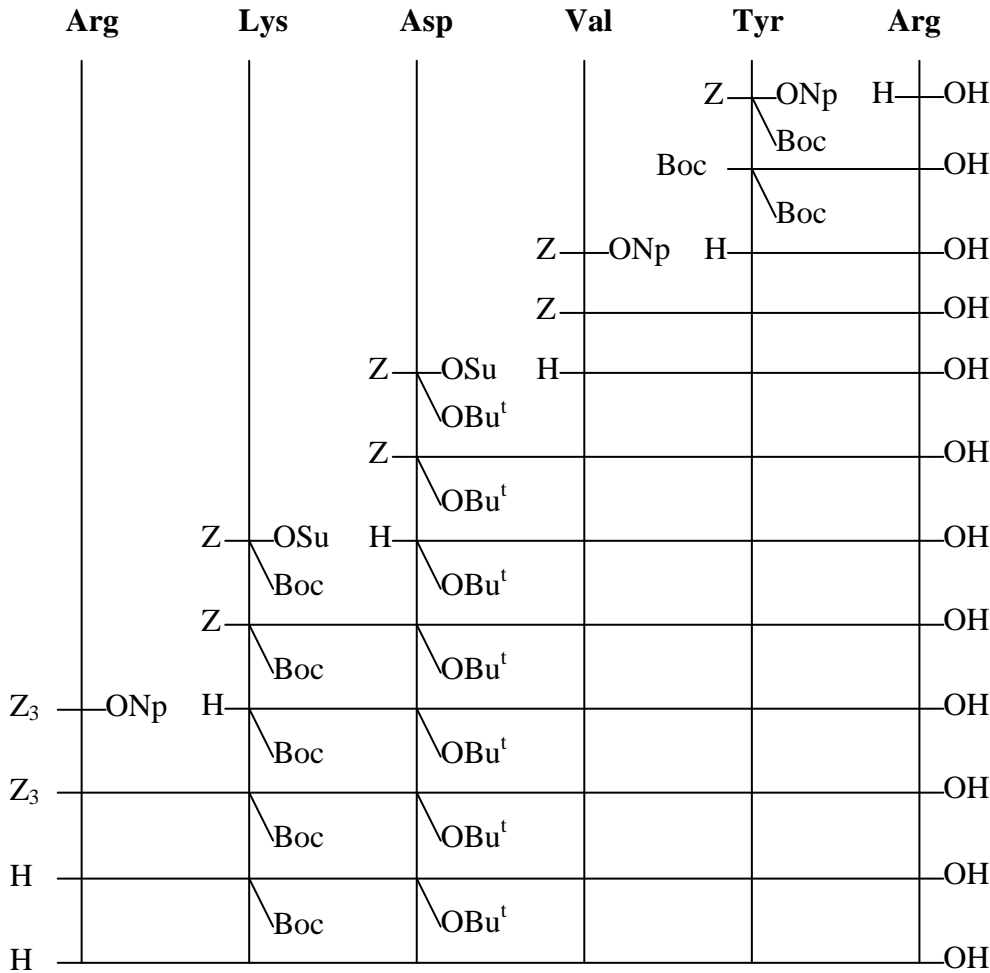 Arg Lys Asp Val Tyr Arg
Z ONp H OH
Boc
Boc OH
Boc
Z ONp H OH
Z OH
Z OSu H OH
OBuᵗ
Z OH
OBuᵗ
Z OSu H OH
Boc OBuᵗ
Z OH
Boc OBuᵗ
Z₃ ONp H OH
Boc OBuᵗ
Z₃ OH
Boc OBuᵗ
H OH
Boc OBuᵗ
H OH